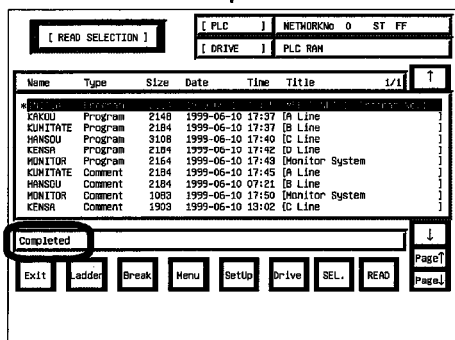 [ READ SELECTION ]
[ PLC ] NETWORKNo 0 ST FF
[ DRIVE ] PLC RAM
Name Type Size Date Time Title 1/1 ↑
*
KAKOU Program 2148 1999-06-10 17:37 [A Line ]
KUMITATE Program 2184 1999-06-10 17:37 [B Line ]
HANSOU Program 3108 1999-06-10 17:40 [C Line ]
KENSA Program 2184 1999-06-10 17:42 [D Line ]
MONITOR Program 2164 1999-06-10 17:43 [Monitor System ]
KUMITATE Comment 2184 1999-06-10 17:45 [A Line ]
HANSOU Comment 2184 1999-06-10 07:21 [B Line ]
MONITOR Comment 1083 1999-06-10 17:50 [Monitor System ]
KENSA Comment 1903 1999-06-10 13:02 [C Line ]
Completed ↓
Exit Ladder Break Menu SetUp Drive SEL. READ Page↑
Page↓